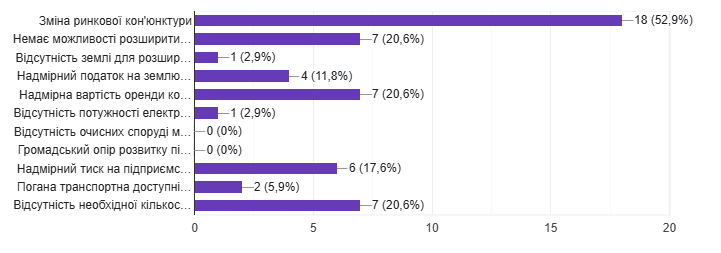 Зміна ринкової кон'юнктури 18 (52,9%)
Немає можливості розширити… 7 (20,6%)
Відсутність землі для розшир… 1 (2,9%)
Надмірний податок на землю… 4 (11,8%)
Надмірна вартість оренди ко… 7 (20,6%)
Відсутність потужності електр… 1 (2,9%)
Відсутність очисних споруді м… 0 (0%)
Громадський опір розвитку пі… 0 (0%)
Надмірний тиск на підприємс… 6 (17,6%)
Погана транспортна доступні… 2 (5,9%)
Відсутність необхідної кількос… 7 (20,6%)
0 5 10 15 20